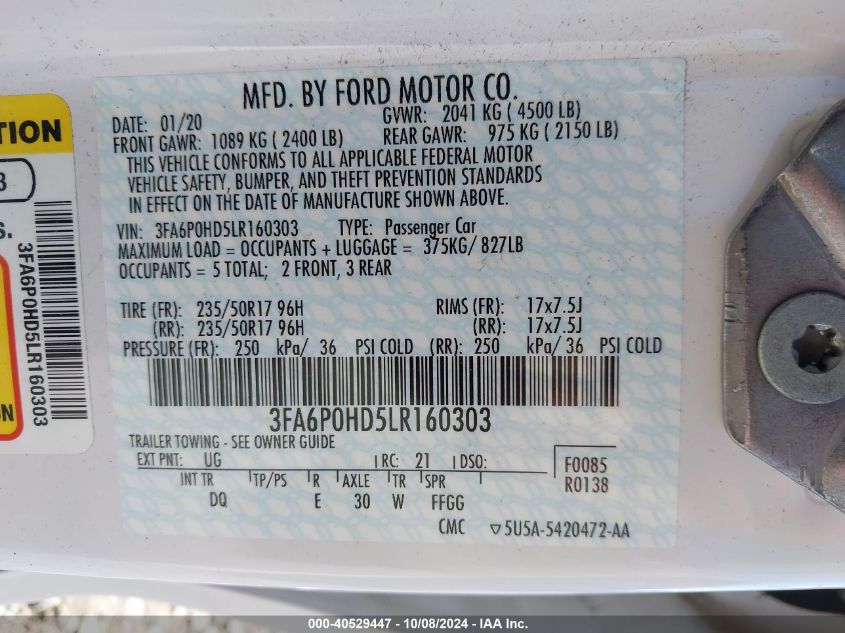 MFD. BY FORD MOTOR CO.
DATE: 01/20 GVWR: 2041 KG ( 4500 LB)
FRONT GAWR: 1089 KG ( 2400 LB) REAR GAWR: 975 KG ( 2150 LB)
THIS VEHICLE CONFORMS TO ALL APPLICABLE FEDERAL MOTOR
VEHICLE SAFETY, BUMPER, AND THEFT PREVENTION STANDARDS
IN EFFECT ON THE DATE OF MANUFACTURE SHOWN ABOVE.
VIN: 3FA6P0HD5LR160303 TYPE: Passenger Car
MAXIMUM LOAD = OCCUPANTS + LUGGAGE = 375KG/ 827LB
OCCUPANTS = 5 TOTAL; 2 FRONT, 3 REAR
TIRE (FR): 235/50R17 96H RIMS (FR): 17x7.5J
(RR): 235/50R17 96H (RR): 17x7.5J
PRESSURE (FR): 250 kPa/ 36 PSI COLD (RR): 250 kPa/ 36 PSI COLD
3FA6P0HD5LR160303
TRAILER TOWING - SEE OWNER GUIDE
EXT PNT: UG RC: 21 DSO: F0085
INT TR TP/PS R AXLE TR SPR R0138
DQ E 30 W FFGG
CMC ▽5U5A-5420472-AA
TION
3
S.
3FA6P0HD5LR160303
ON
000-40529447 - 10/08/2024 - IAA Inc.